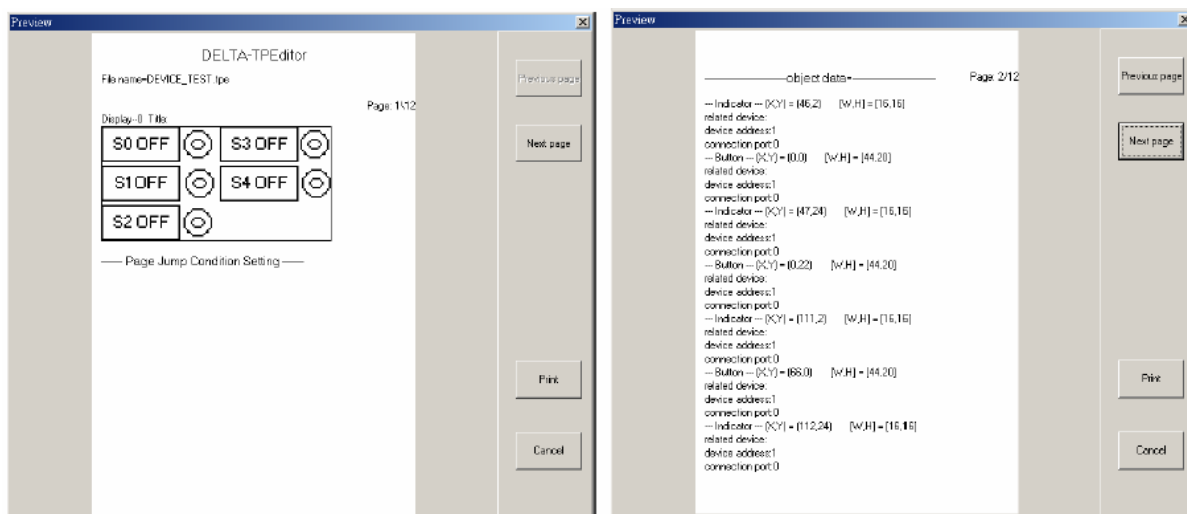 Preview
DELTA-TPEditor
File name=DEVICE_TEST.tpe
Page: 1\12
Display--0 Title:
S0 OFF S3 OFF
S1 OFF S4 OFF
S2 OFF
Page Jump Condition Setting
Previous page
Next page
Print
Cancel
Preview
object data= Page: 2/12
--- Indicator --- (X,Y) = (46,2) [W,H] = [16,16]
related device:
device address:1
connection port:0
--- Button --- (X,Y) = (0,0) [W,H] = [44,20]
related device:
device address:1
connection port:0
--- Indicator --- (X,Y) = (47,24) [W,H] = [16,16]
related device:
device address:1
connection port:0
--- Button --- (X,Y) = (0,22) [W,H] = [44,20]
related device:
device address:1
connection port:0
--- Indicator --- (X,Y) = (111,2) [W,H] = [16,16]
related device:
device address:1
connection port:0
--- Button --- (X,Y) = (66,0) [W,H] = [44,20]
related device:
device address:1
connection port:0
--- Indicator --- (X,Y) = (112,24) [W,H] = [16,16]
related device:
device address:1
connection port:0
Previous page
Next page
Print
Cancel